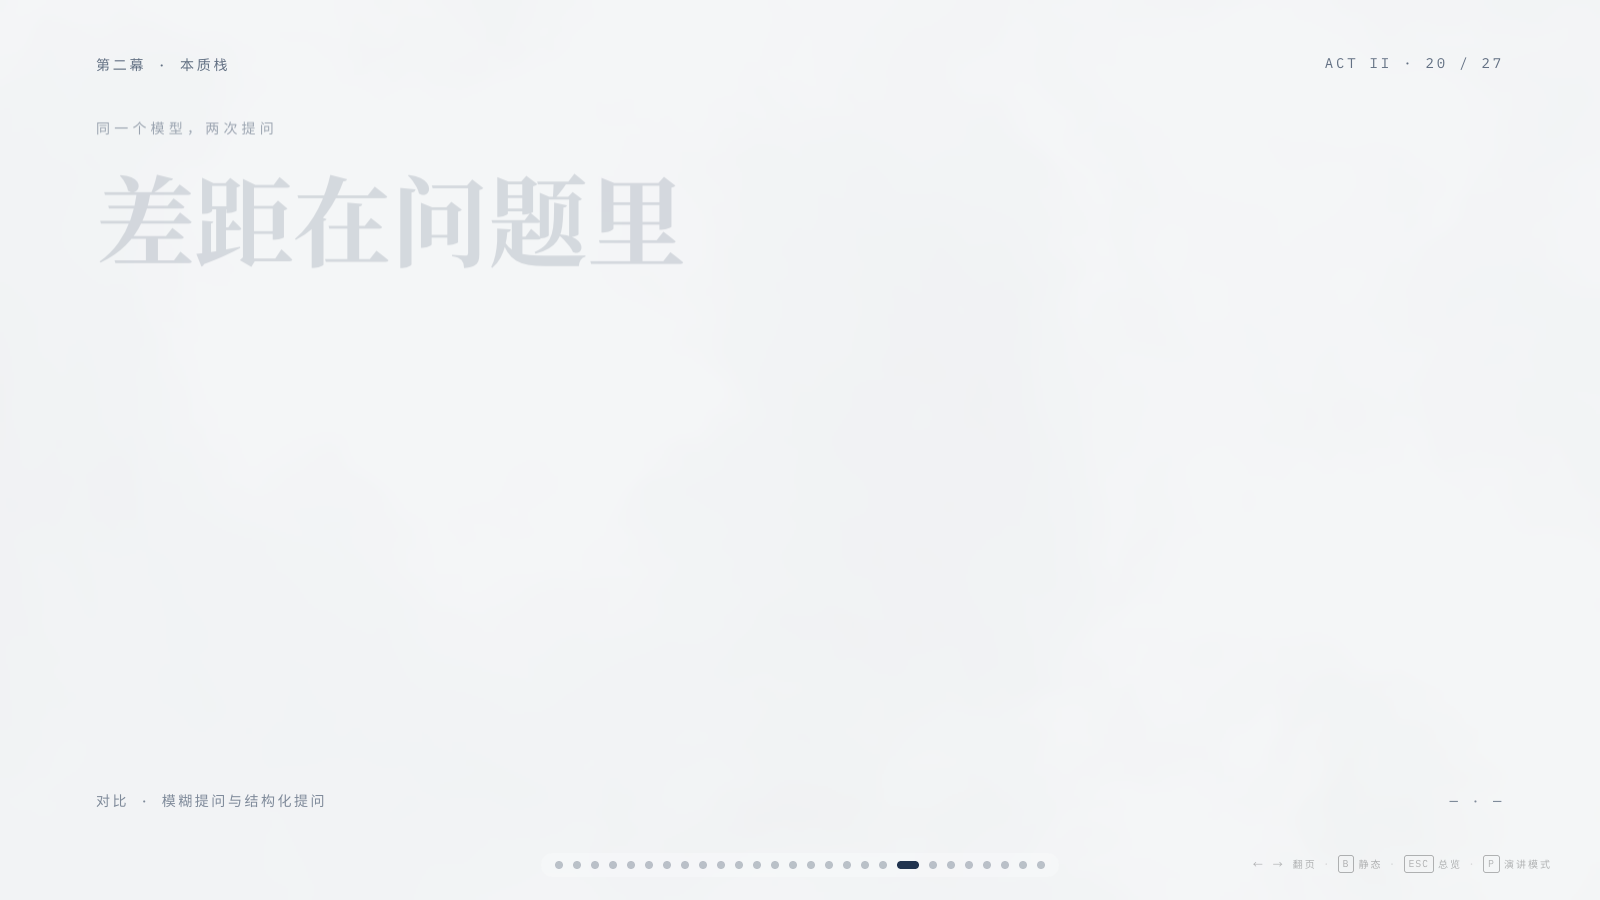 第二幕 · 本质栈
ACT II · 20 / 27
同一个模型，两次提问
差距在问题里
对比 · 模糊提问与结构化提问
— · —
← → 翻页 · B 静态 · ESC 总览 · P 演讲模式